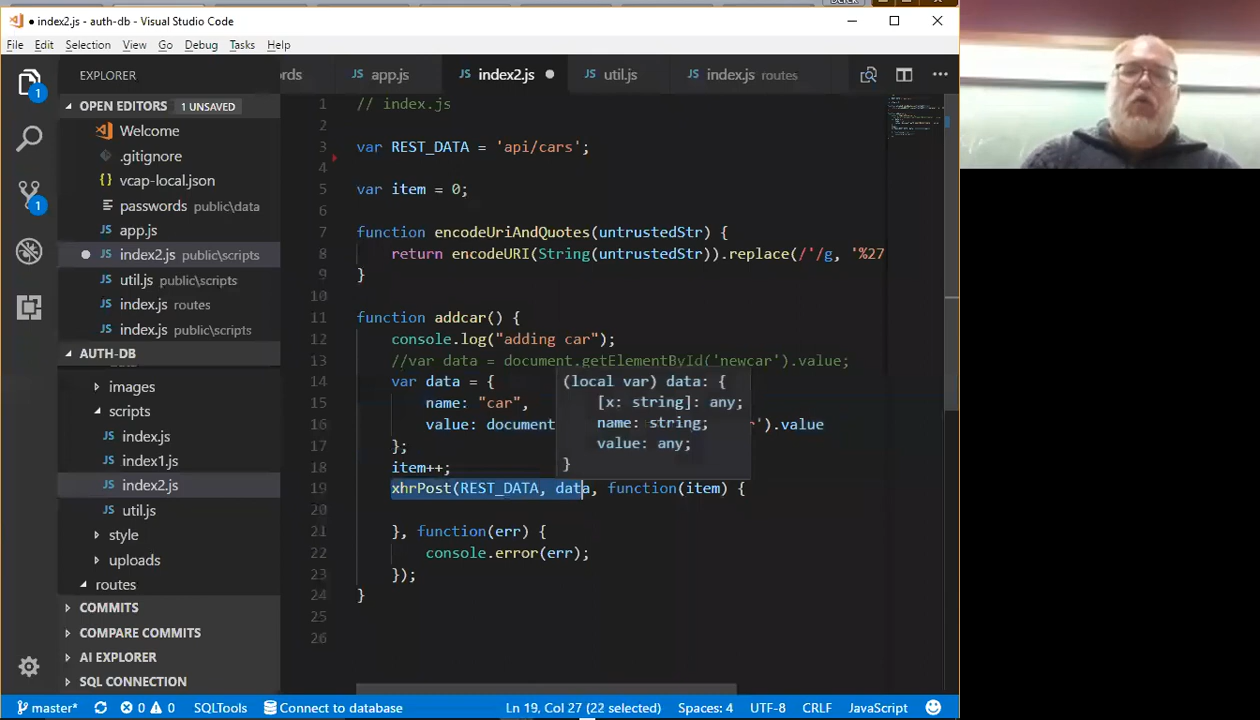 Derek
index2.js - auth-db - Visual Studio Code
File Edit Selection View Go Debug Tasks Help
EXPLORER
ords app.js index2.js util.js index.js routes
OPEN EDITORS 1 UNSAVED
Welcome
.gitignore
vcap-local.json
passwords public\data
app.js
index2.js public\scripts
util.js public\scripts
index.js routes
index.js public\scripts
AUTH-DB
images
scripts
index.js
index1.js
index2.js
util.js
style
uploads
routes
COMMITS
COMPARE COMMITS
AI EXPLORER
SQL CONNECTION
1 // index.js
2
3 var REST_DATA = 'api/cars';
4
5 var item = 0;
6
7 function encodeUriAndQuotes(untrustedStr) {
8 return encodeURI(String(untrustedStr)).replace(/'/g, '%27
9 }
10
11 function addcar() {
12 console.log("adding car");
13 //var data = document.getElementById('newcar').value;
14 var data = {
15 name: "car",
16 value: document r').value
17 };
18 item++;
19 xhrPost(REST_DATA, data, function(item) {
20
21 }, function(err) {
22 console.error(err);
23 });
24 }
25
26
(local var) data: {
[x: string]: any;
name: string;
value: any;
}
1
1
master* 0 0 SQLTools Connect to database Ln 19, Col 27 (22 selected) Spaces: 4 UTF-8 CRLF JavaScript